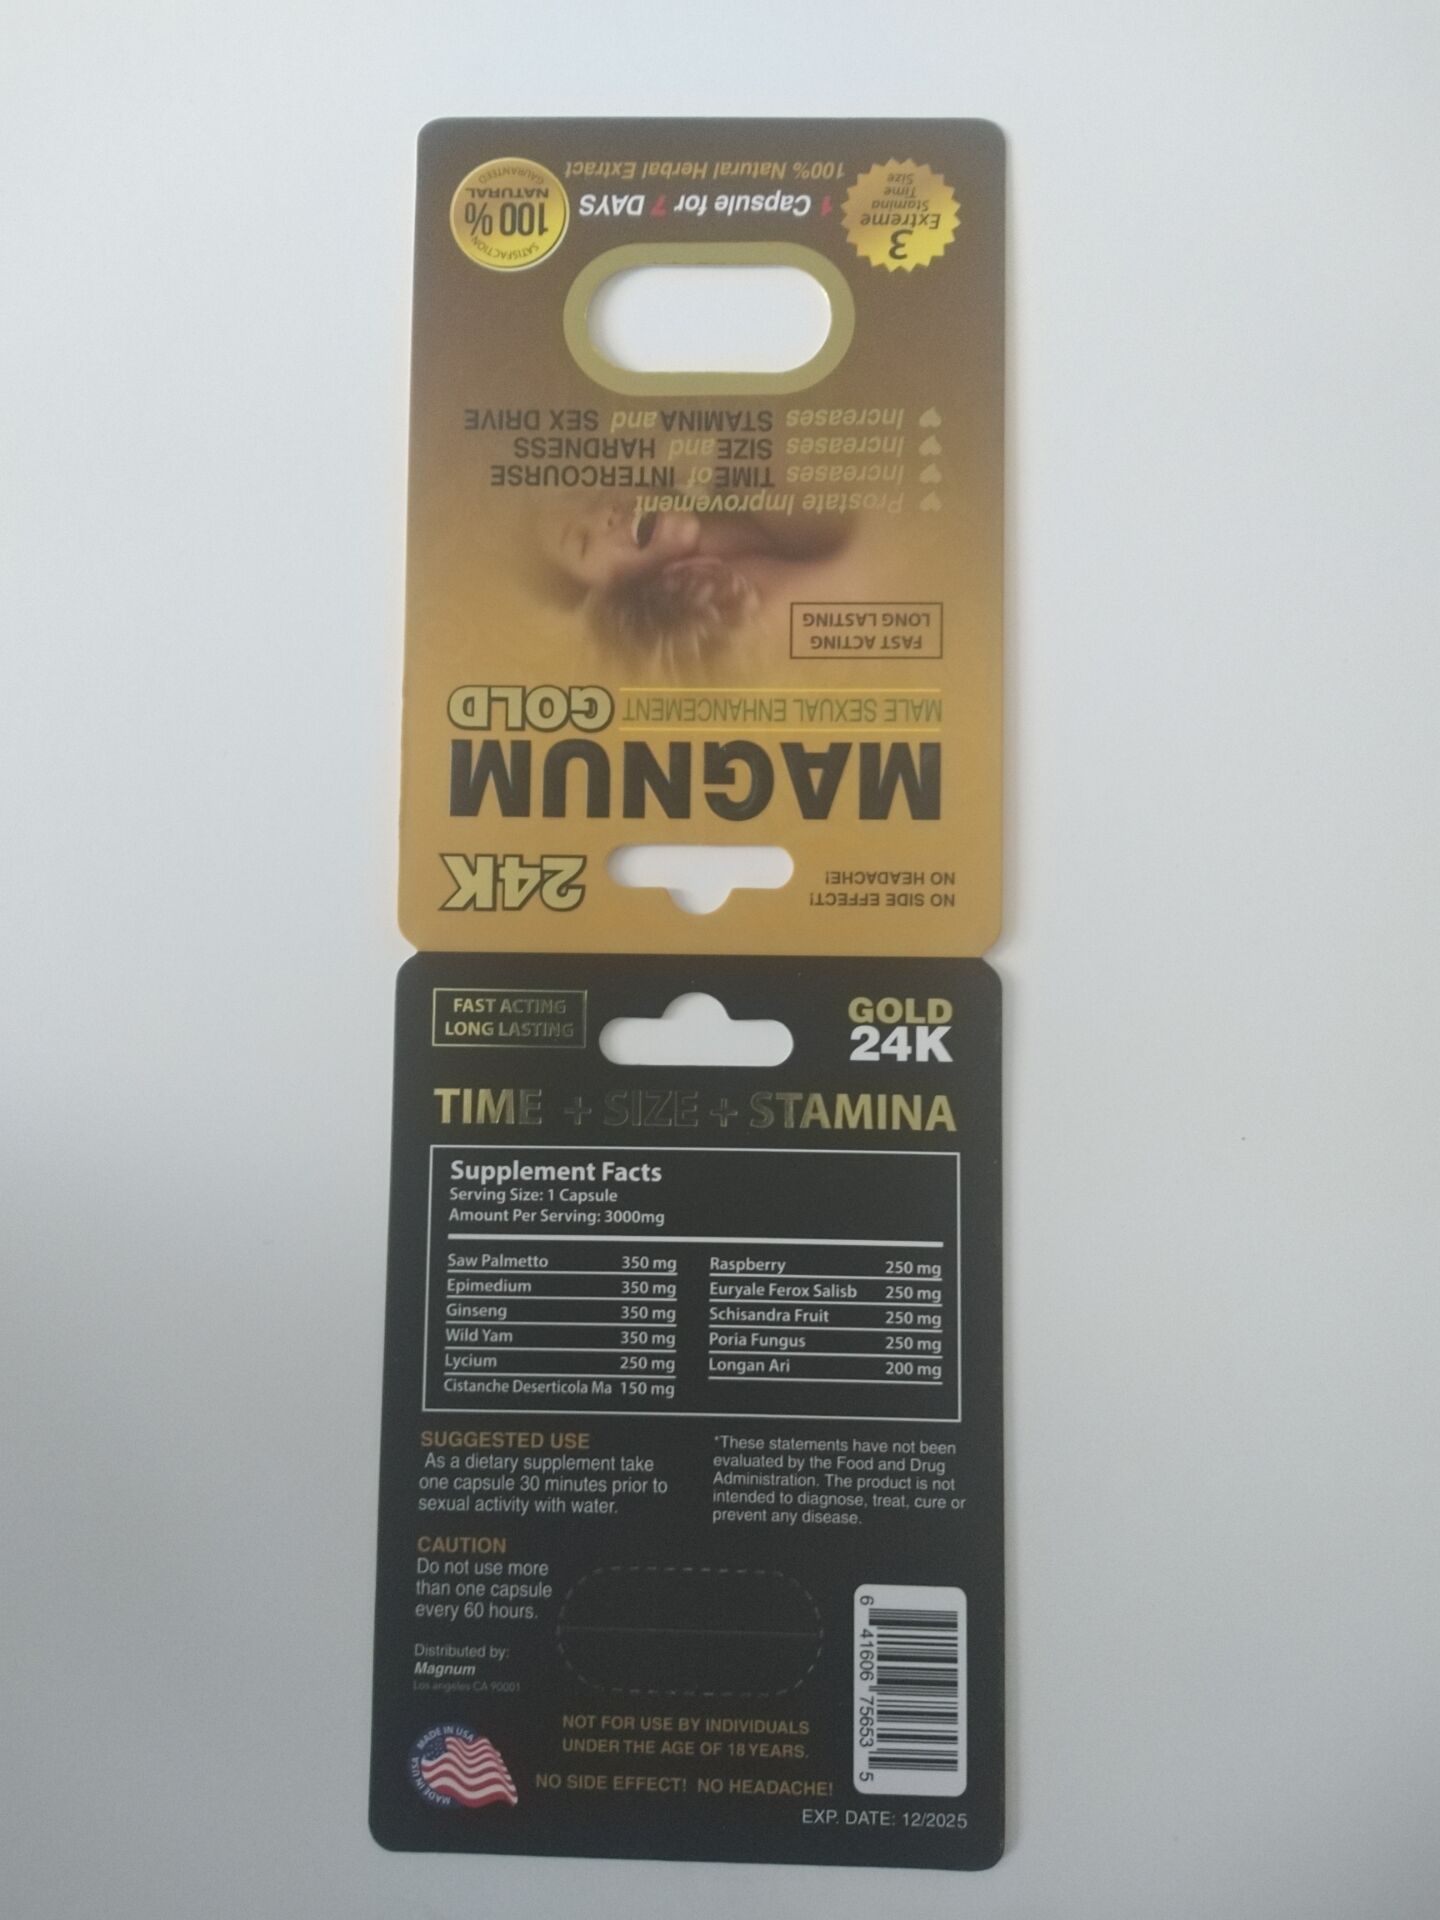 NO SIDE EFFECT!
NO HEADACHE!
24K
MAGNUM
MALE SEXUAL ENHANCEMENT
GOLD
FAST ACTING
LONG LASTING
Prostate Improvement
Increases TIME of INTERCOURSE
Increases SIZE and HARDNESS
Increases STAMINA and SEX DRIVE
3
Extreme
Stamina
Time
Size
1 Capsule for 7 DAYS
100% Natural Herbal Extract
SATISFACTION
100%
NATURAL
GAURANTEED
FAST ACTING
LONG LASTING
GOLD
24K
TIME + SIZE + STAMINA
Supplement Facts
Serving Size: 1 Capsule
Amount Per Serving: 3000mg
Saw Palmetto 350 mg
Epimedium 350 mg
Ginseng 350 mg
Wild Yam 350 mg
Lycium 250 mg
Cistanche Deserticola Ma 150 mg
Raspberry 250 mg
Euryale Ferox Salisb 250 mg
Schisandra Fruit 250 mg
Poria Fungus 250 mg
Longan Ari 200 mg
SUGGESTED USE
As a dietary supplement take
one capsule 30 minutes prior to
sexual activity with water.
*These statements have not been
evaluated by the Food and Drug
Administration. The product is not
intended to diagnose, treat, cure or
prevent any disease.
CAUTION
Do not use more
than one capsule
every 60 hours.
Distributed by:
Magnum
Los angeles CA 90001
MADE IN USA
MADE IN USA
NOT FOR USE BY INDIVIDUALS
UNDER THE AGE OF 18 YEARS.
NO SIDE EFFECT! NO HEADACHE!
6 41606 75653 5
EXP. DATE: 12/2025